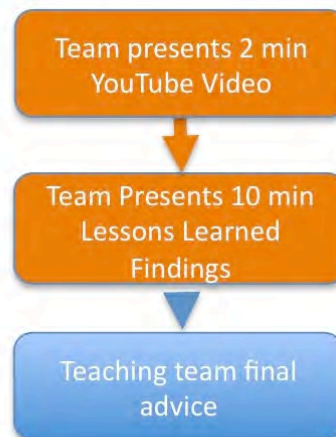 Team presents 2 min
YouTube Video
Team Presents 10 min
Lessons Learned
Findings
Teaching team final
advice